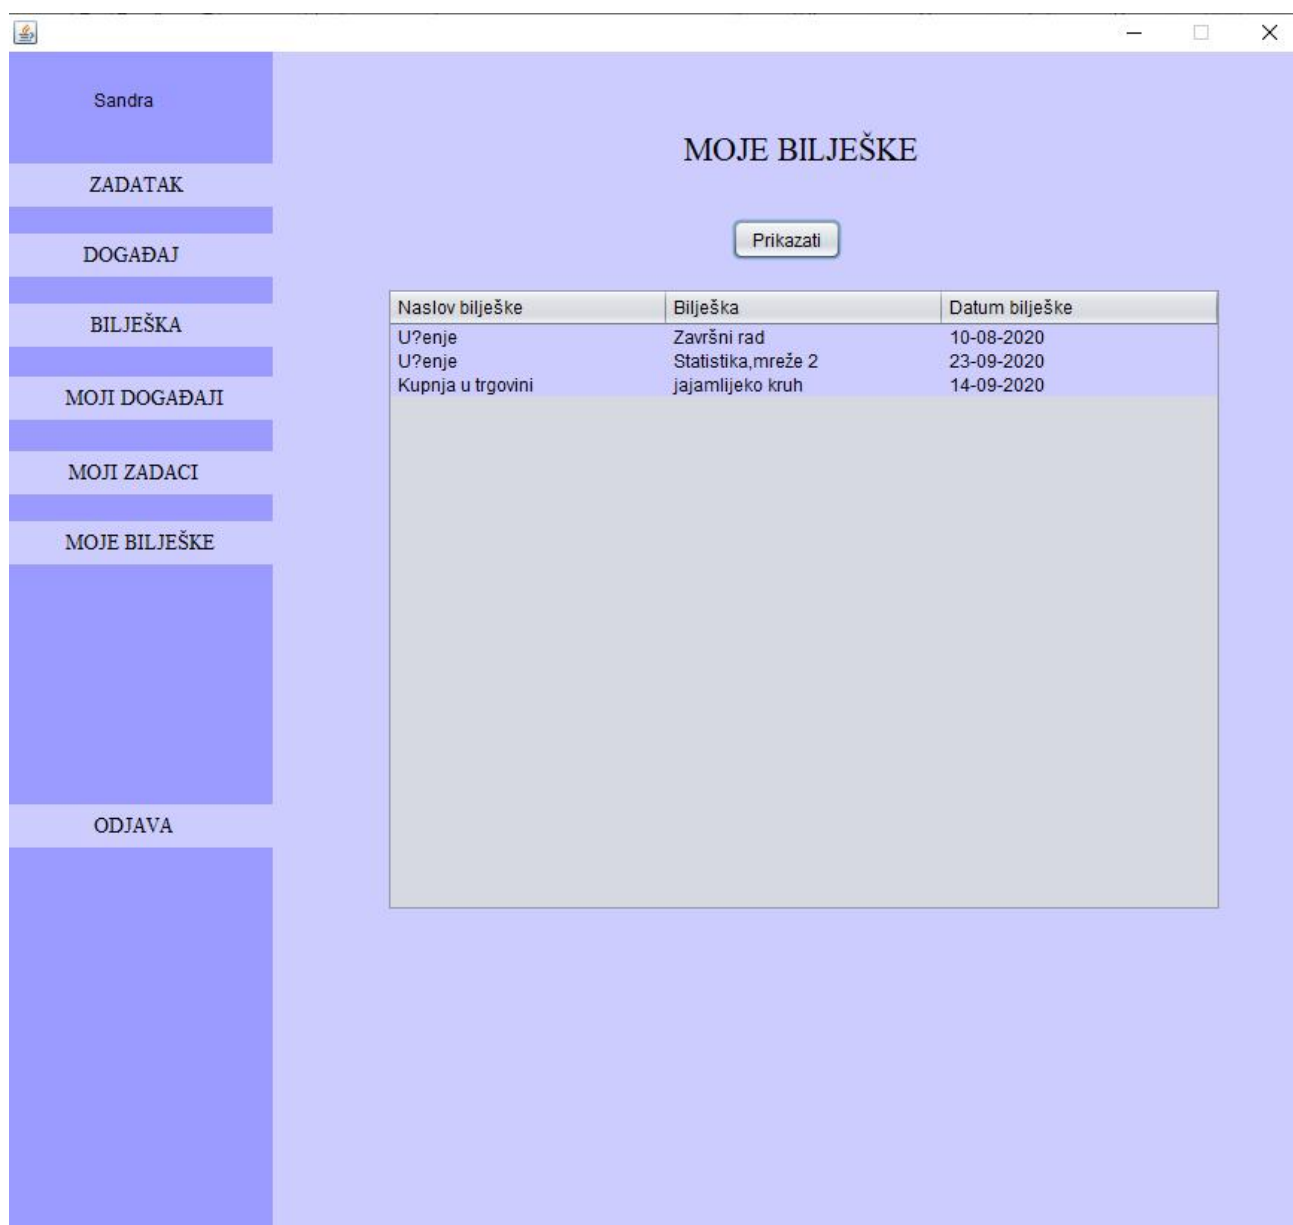 Sandra
ZADATAK
DOGAĐAJ
BILJEŠKA
MOJI DOGAĐAJI
MOJI ZADACI
MOJE BILJEŠKE
ODJAVA
MOJE BILJEŠKE
Prikazati
Naslov bilješke Bilješka Datum bilješke
U?enje Završni rad 10-08-2020
U?enje Statistika,mreže 2 23-09-2020
Kupnja u trgovini jajamlijeko kruh 14-09-2020